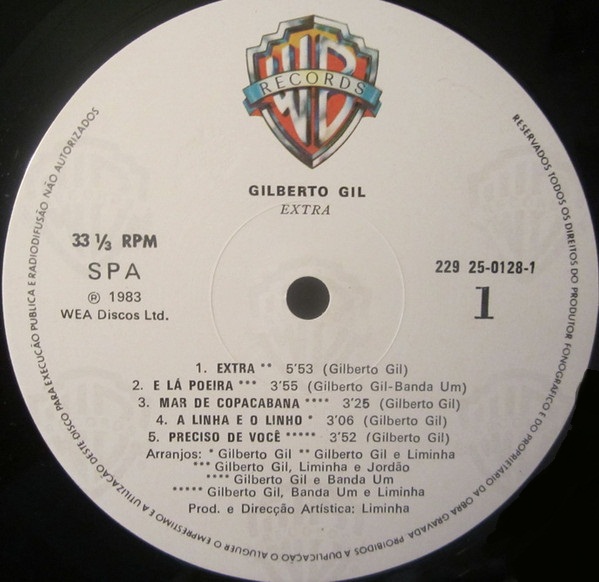 WB
RECORDS
GILBERTO GIL
EXTRA
33 ⅓ RPM
SPA
℗ 1983
WEA Discos Ltd.
229 25-0128-1
1
1. EXTRA ** 5'53 (Gilberto Gil)
2. E LÁ POEIRA *** 3'55 (Gilberto Gil-Banda Um)
3. MAR DE COPACABANA **** 3'25 (Gilberto Gil)
4. A LINHA E O LINHO * 3'06 (Gilberto Gil)
5. PRECISO DE VOCÊ ***** 3'52 (Gilberto Gil)
Arranjos: * Gilberto Gil ** Gilberto Gil e Liminha
*** Gilberto Gil, Liminha e Jordão
**** Gilberto Gil e Banda Um
***** Gilberto Gil, Banda Um e Liminha
Prod. e Direcção Artística: Liminha
RESERVADOS TODOS OS DIREITOS DO PRODUTOR FONOGRÁFICO E DO PROPRIETÁRIO DA OBRA GRAVADA PROIBIDOS A DUPLICAÇÃO O ALUGUER O EMPRÉSTIMO E A UTILIZAÇÃO DESTE DISCO PARA EXECUÇÃO PÚBLICA E RADIODIFUSÃO NÃO AUTORIZADOS